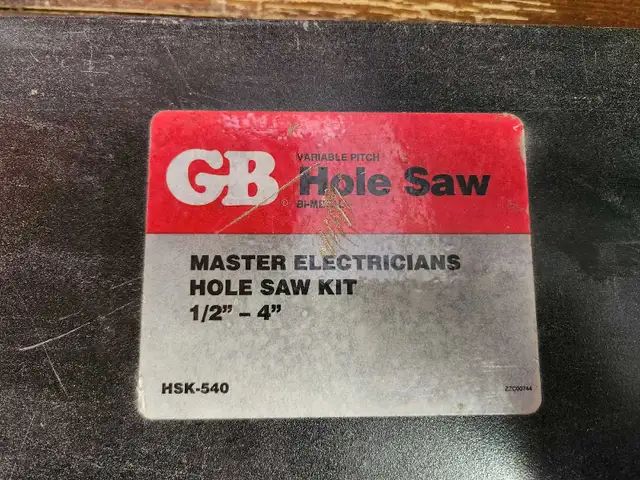 GB
VARIABLE PITCH
Hole Saw
MASTER ELECTRICIANS
HOLE SAW KIT
1/2” – 4”
HSK-540